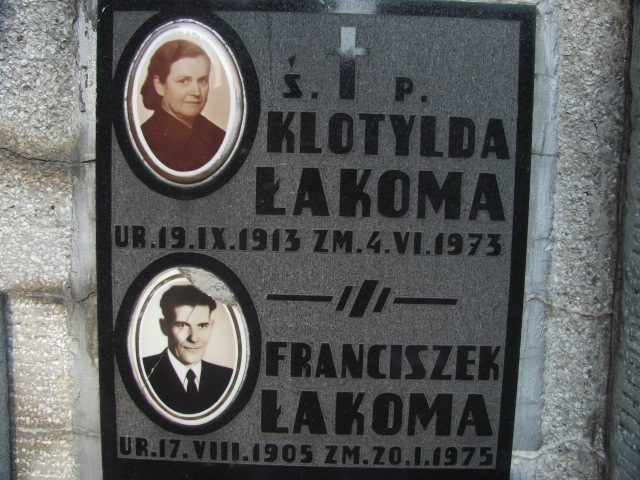 Ś. P.
KLOTYLDA
ŁAKOMA
UR.19.IX.1913 ZM.4.VI.1973
FRANCISZEK
ŁAKOMA
UR.17.VIII.1905 ZM.20.I.1975